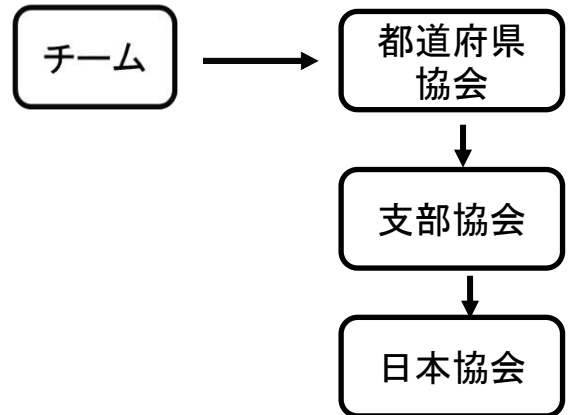 チーム
都道府県
協会
支部協会
日本協会